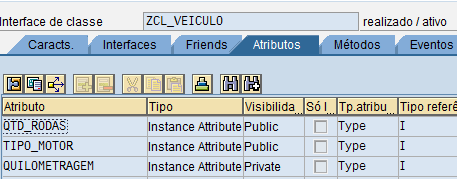 Interface de classe ZCL_VEICULO realizado / ativo
Caracts. Interfaces Friends Atributos Métodos Eventos
Atributo Tipo Visibilida Só l Tp.atribu Tipo referê
QTD_RODAS Instance Attribute Public Type I
TIPO_MOTOR Instance Attribute Public Type I
QUILOMETRAGEM Instance Attribute Private Type I